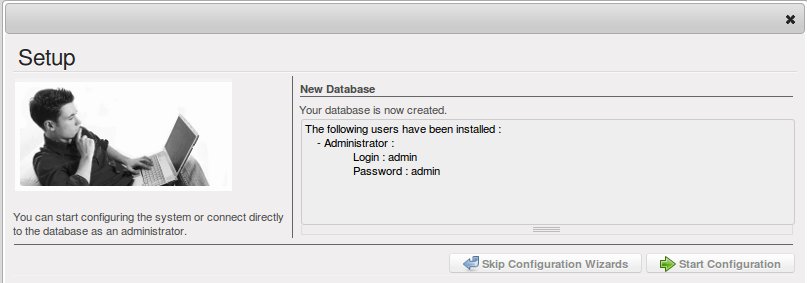 Setup
New Database
Your database is now created.
The following users have been installed :
- Administrator :
Login : admin
Password : admin
You can start configuring the system or connect directly
to the database as an administrator.
Skip Configuration Wizards
Start Configuration